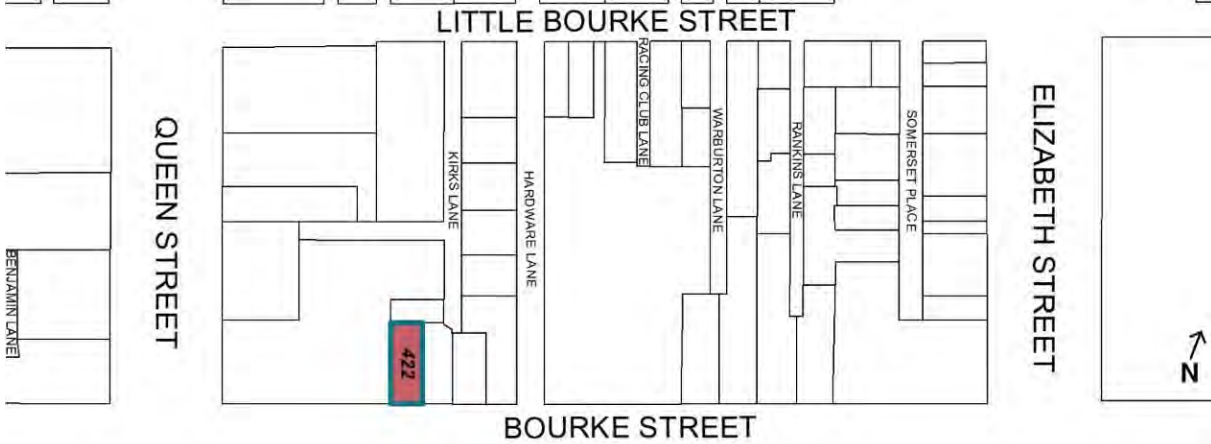 LITTLE BOURKE STREET
QUEEN STREET
BENJAMIN LANE
KIRKS LANE
HARDWARE LANE
RACING CLUB LANE
WARBURTON LANE
RANKINS LANE
SOMERSET PLACE
ELIZABETH STREET
422
N
BOURKE STREET